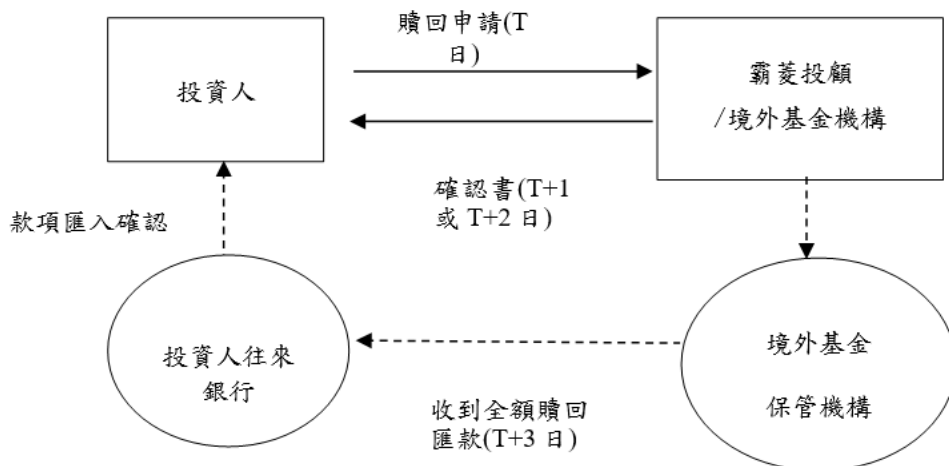 贖回申請(T
日)
投資人
霸菱投顧
/境外基金機構
確認書(T+1
或 T+2 日)
款項匯入確認
投資人往來
銀行
境外基金
保管機構
收到全額贖回
匯款(T+3 日)